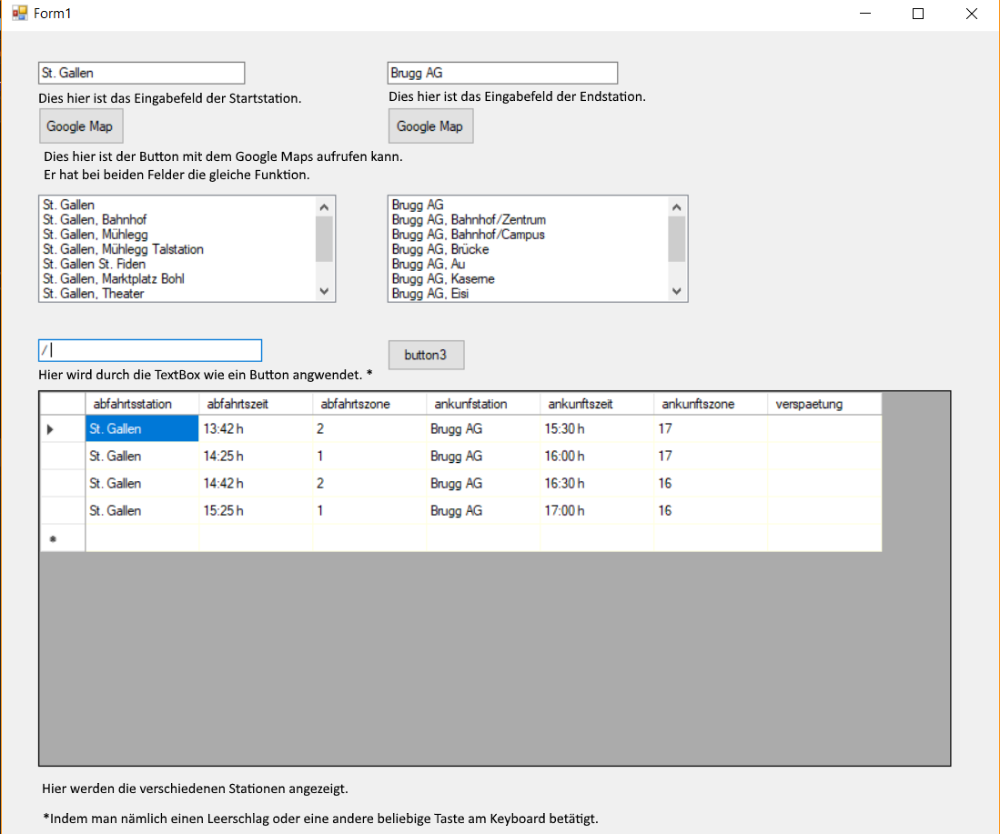 Form1
St. Gallen
Brugg AG
Dies hier ist das Eingabefeld der Startstation.
Dies hier ist das Eingabefeld der Endstation.
Google Map
Google Map
Dies hier ist der Button mit dem Google Maps aufrufen kann.
Er hat bei beiden Felder die gleiche Funktion.
St. Gallen
St. Gallen, Bahnhof
St. Gallen, Mühlegg
St. Gallen, Mühlegg Talstation
St. Gallen St. Fiden
St. Gallen, Marktplatz Bohl
St. Gallen, Theater
Brugg AG
Brugg AG, Bahnhof/Zentrum
Brugg AG, Bahnhof/Campus
Brugg AG, Brücke
Brugg AG, Au
Brugg AG, Kaserne
Brugg AG, Eisi
/
button3
Hier wird durch die TextBox wie ein Button angwendet. *
abfahrtsstation abfahrtszeit abfahrtszone ankunfstation ankunftszeit ankunftszone verspaetung
St. Gallen 13:42 h 2 Brugg AG 15:30 h 17
St. Gallen 14:25 h 1 Brugg AG 16:00 h 17
St. Gallen 14:42 h 2 Brugg AG 16:30 h 16
St. Gallen 15:25 h 1 Brugg AG 17:00 h 16
*
Hier werden die verschiedenen Stationen angezeigt.
*Indem man nämlich einen Leerschlag oder eine andere beliebige Taste am Keyboard betätigt.